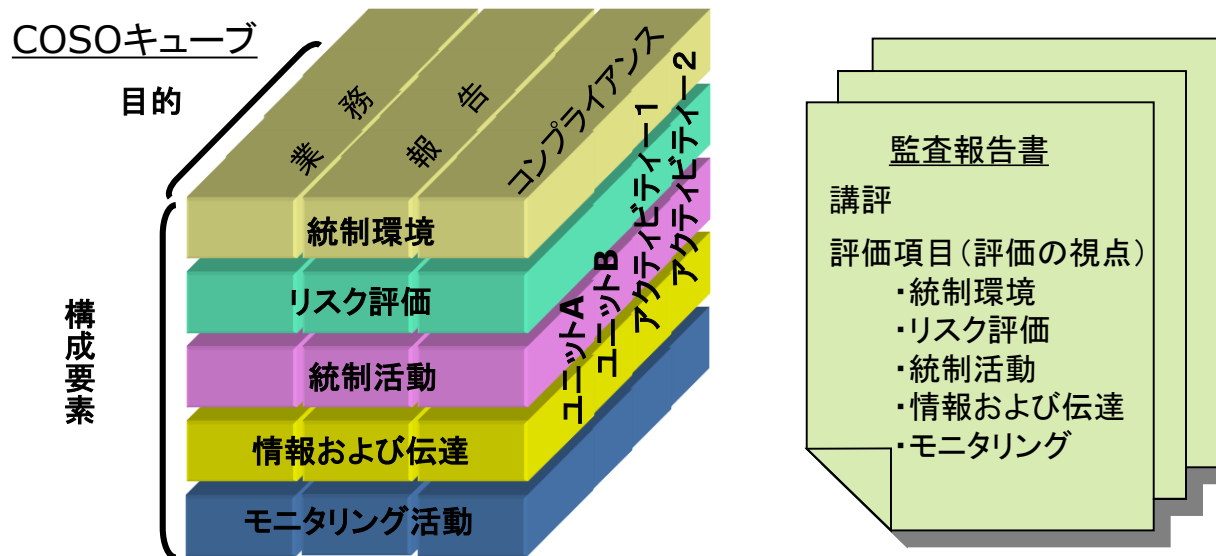 COSOキューブ
目的
業務
報告
コンプライアンス
構成要素
統制環境
リスク評価
統制活動
情報および伝達
モニタリング活動
ユニットA
ユニットB
アクティビティー1
アクティビティー2
監査報告書
講評
評価項目(評価の視点)
・統制環境
・リスク評価
・統制活動
・情報および伝達
・モニタリング